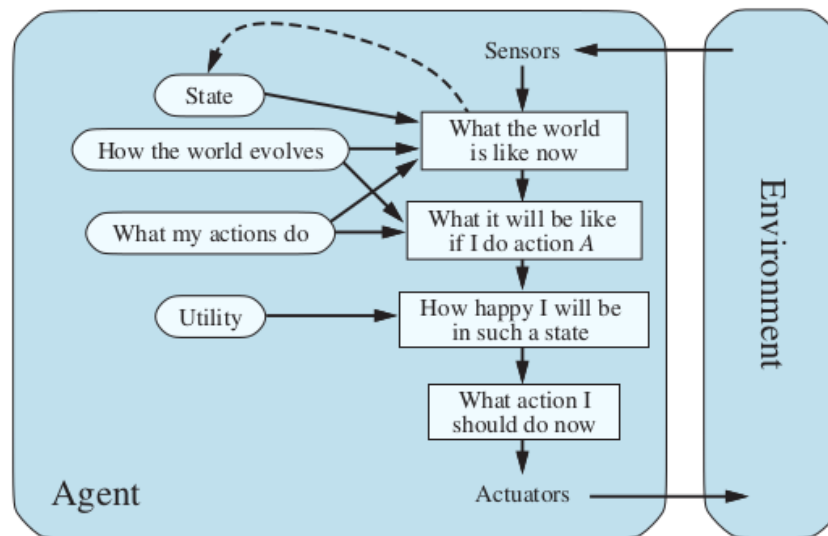 Sensors
State
What the world
is like now
How the world evolves
What my actions do
What it will be like
if I do action A
Utility
How happy I will be
in such a state
What action I
should do now
Agent
Actuators
Environment